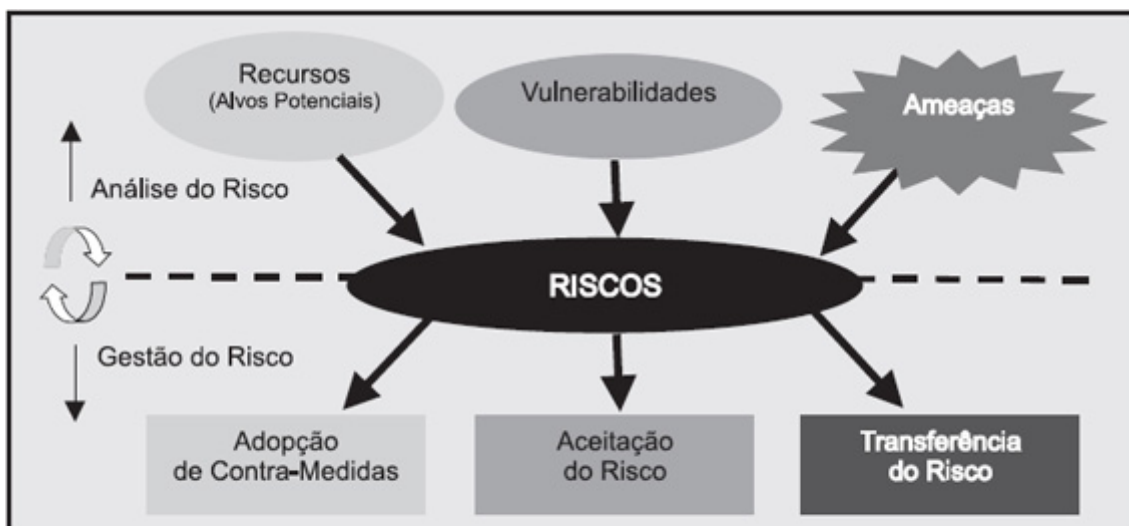 Recursos
(Alvos Potenciais)
Vulnerabilidades
Ameaças
Análise do Risco
RISCOS
Gestão do Risco
Adopção
de Contra-Medidas
Aceitação
do Risco
Transferência
do Risco